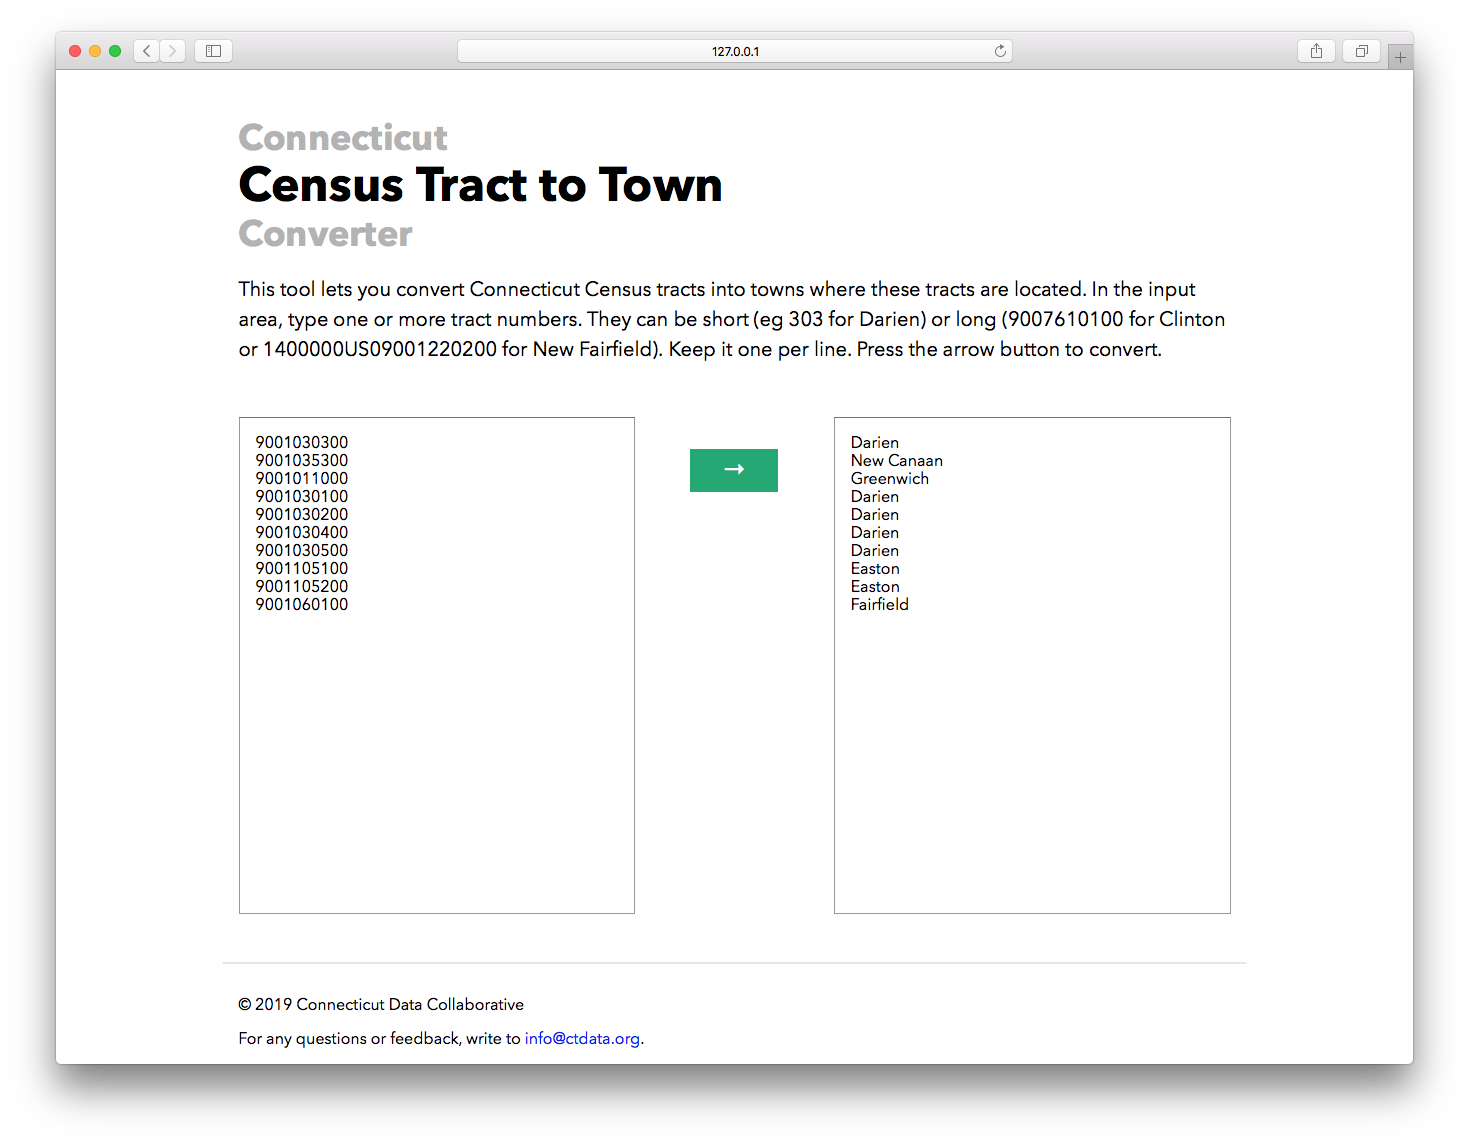 127.0.0.1
Connecticut
Census Tract to Town
Converter
This tool lets you convert Connecticut Census tracts into towns where these tracts are located. In the input
area, type one or more tract numbers. They can be short (eg 303 for Darien) or long (9007610100 for Clinton
or 1400000US09001220200 for New Fairfield). Keep it one per line. Press the arrow button to convert.
9001030300
9001035300
9001011000
9001030100
9001030200
9001030400
9001030500
9001105100
9001105200
9001060100
→
Darien
New Canaan
Greenwich
Darien
Darien
Darien
Darien
Easton
Easton
Fairfield
© 2019 Connecticut Data Collaborative
For any questions or feedback, write to info@ctdata.org.